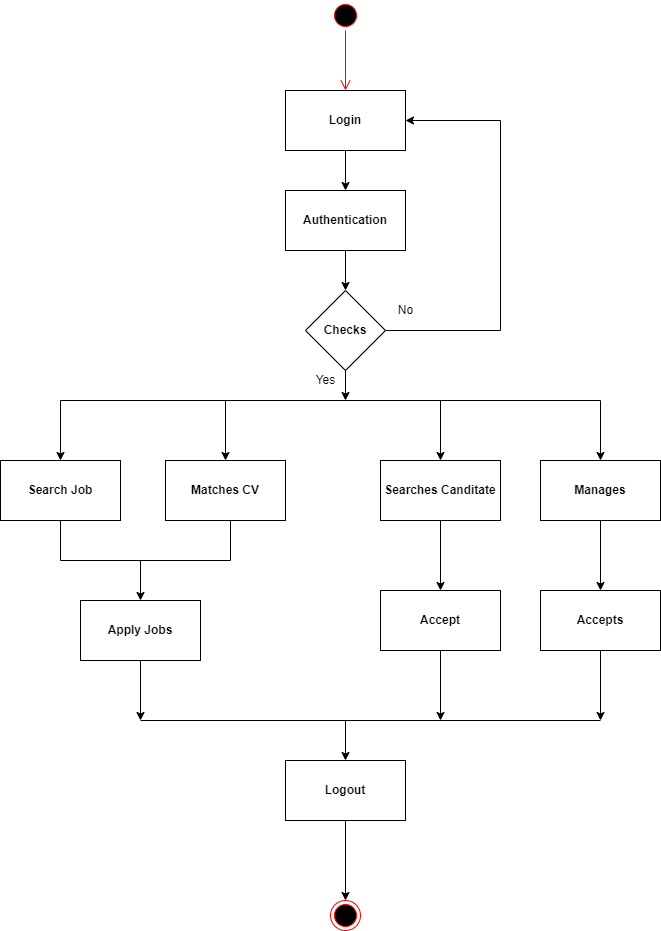 Login
Authentication
No
Checks
Yes
Search Job
Matches CV
Searches Canditate
Manages
Apply Jobs
Accept
Accepts
Logout